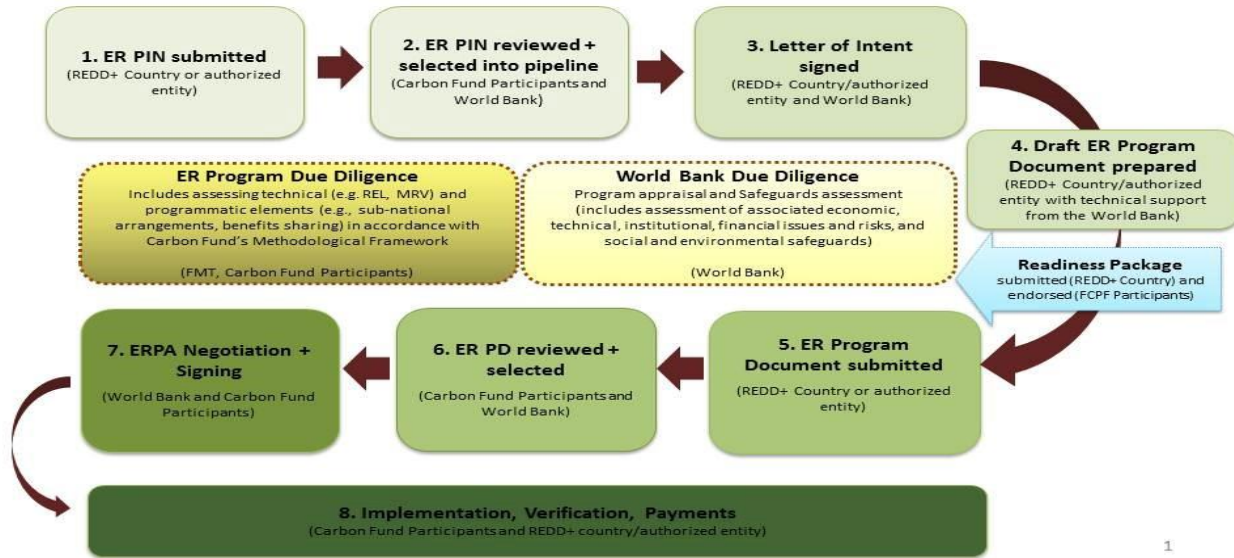 1. ER PIN submitted
(REDD+ Country or authorized
entity)
2. ER PIN reviewed +
selected into pipeline
(Carbon Fund Participants and
World Bank)
3. Letter of Intent
signed
(REDD+ Country/authorized
entity and World Bank)
4. Draft ER Program
Document prepared
(REDD+ Country/authorized
entity with technical support
from the World Bank)
ER Program Due Diligence
Includes assessing technical (e.g. REL, MRV) and
programmatic elements (e.g., sub-national
arrangements, benefits sharing) in accordance with
Carbon Fund's Methodological Framework
(FMT, Carbon Fund Participants)
World Bank Due Diligence
Program appraisal and Safeguards assessment
(includes assessment of associated economic,
technical, institutional, financial issues and risks, and
social and environmental safeguards)
(World Bank)
Readiness Package
submitted (REDD+ Country) and
endorsed (FCPF Participants)
5. ER Program
Document submitted
(REDD+ Country or authorized
entity)
6. ER PD reviewed +
selected
(Carbon Fund Participants and
World Bank)
7. ERPA Negotiation +
Signing
(World Bank and Carbon Fund
Participants)
8. Implementation, Verification, Payments
(Carbon Fund Participants and REDD+ country/authorized entity)
1